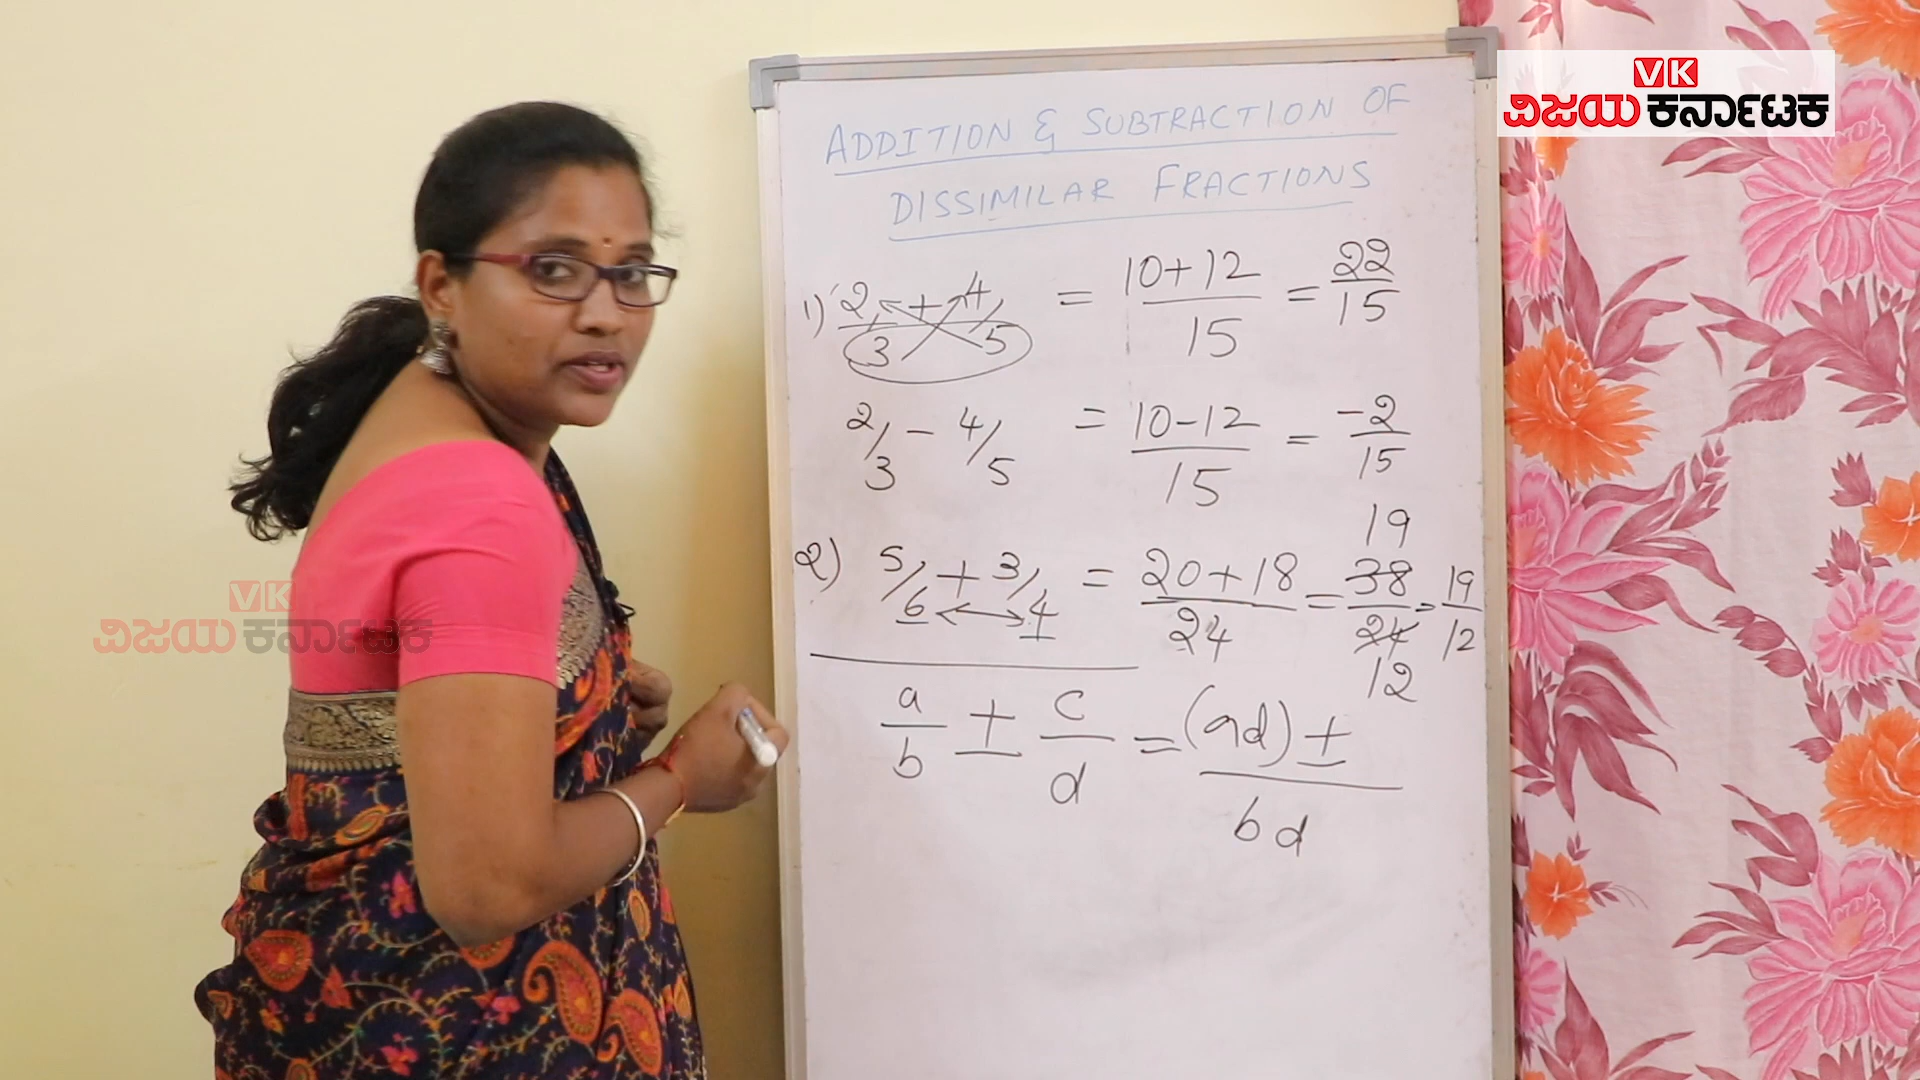 VK
ವಿಜಯ ಕರ್ನಾಟಕ
ADDITION & SUBTRACTION OF
DISSIMILAR FRACTIONS
1) 2/3 + 4/5 = 10+12/15 = 22/15
2/3 - 4/5 = 10-12/15 = -2/15
2) 5/6 + 3/4 = 20+18/24 = 38/24 = 19/12
19
12
a/b ± c/d = (ad) ±/bd
VK
ವಿಜಯ ಕರ್ನಾಟಕ